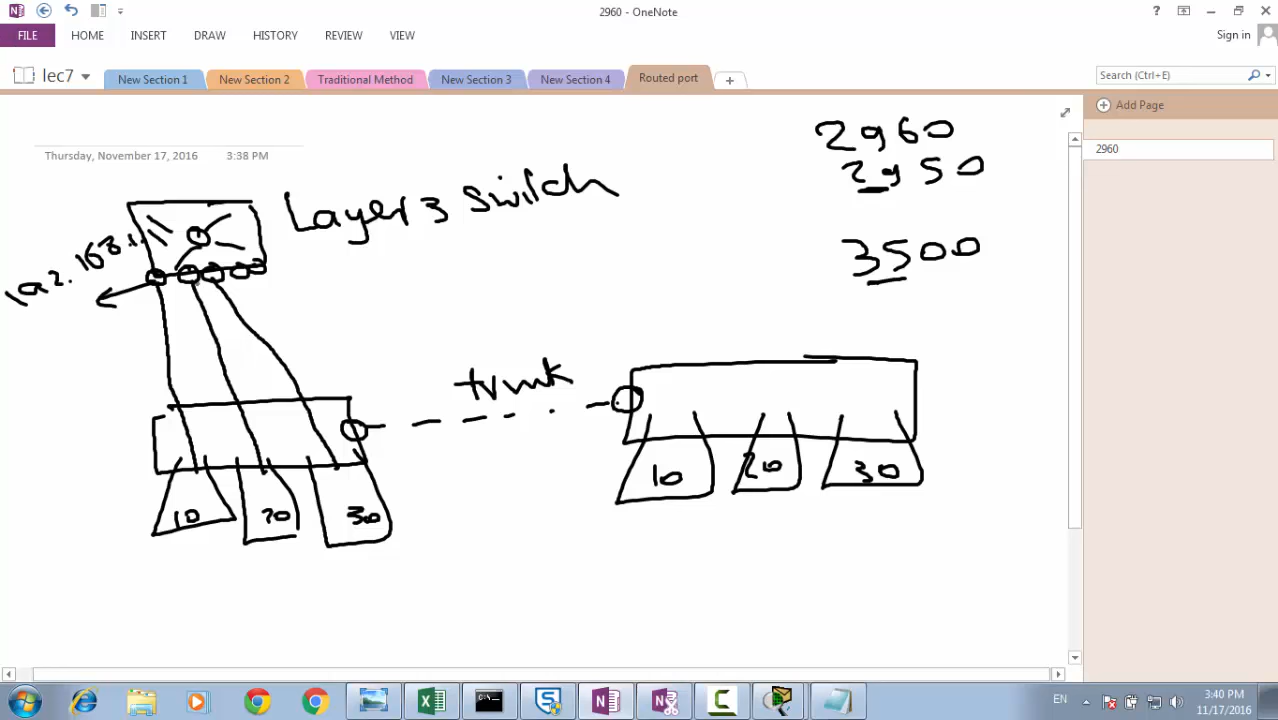 2960 - OneNote
FILE HOME INSERT DRAW HISTORY REVIEW VIEW
Sign in
lec7 New Section 1 New Section 2 Traditional Method New Section 3 New Section 4 Routed port
Search (Ctrl+E)
Add Page
2960
Thursday, November 17, 2016 3:38 PM
2960
2950
3500
Layer 3 Switch
192.168.1.
trunk
10 20 30
10 20 30
EN
3:40 PM
11/17/2016